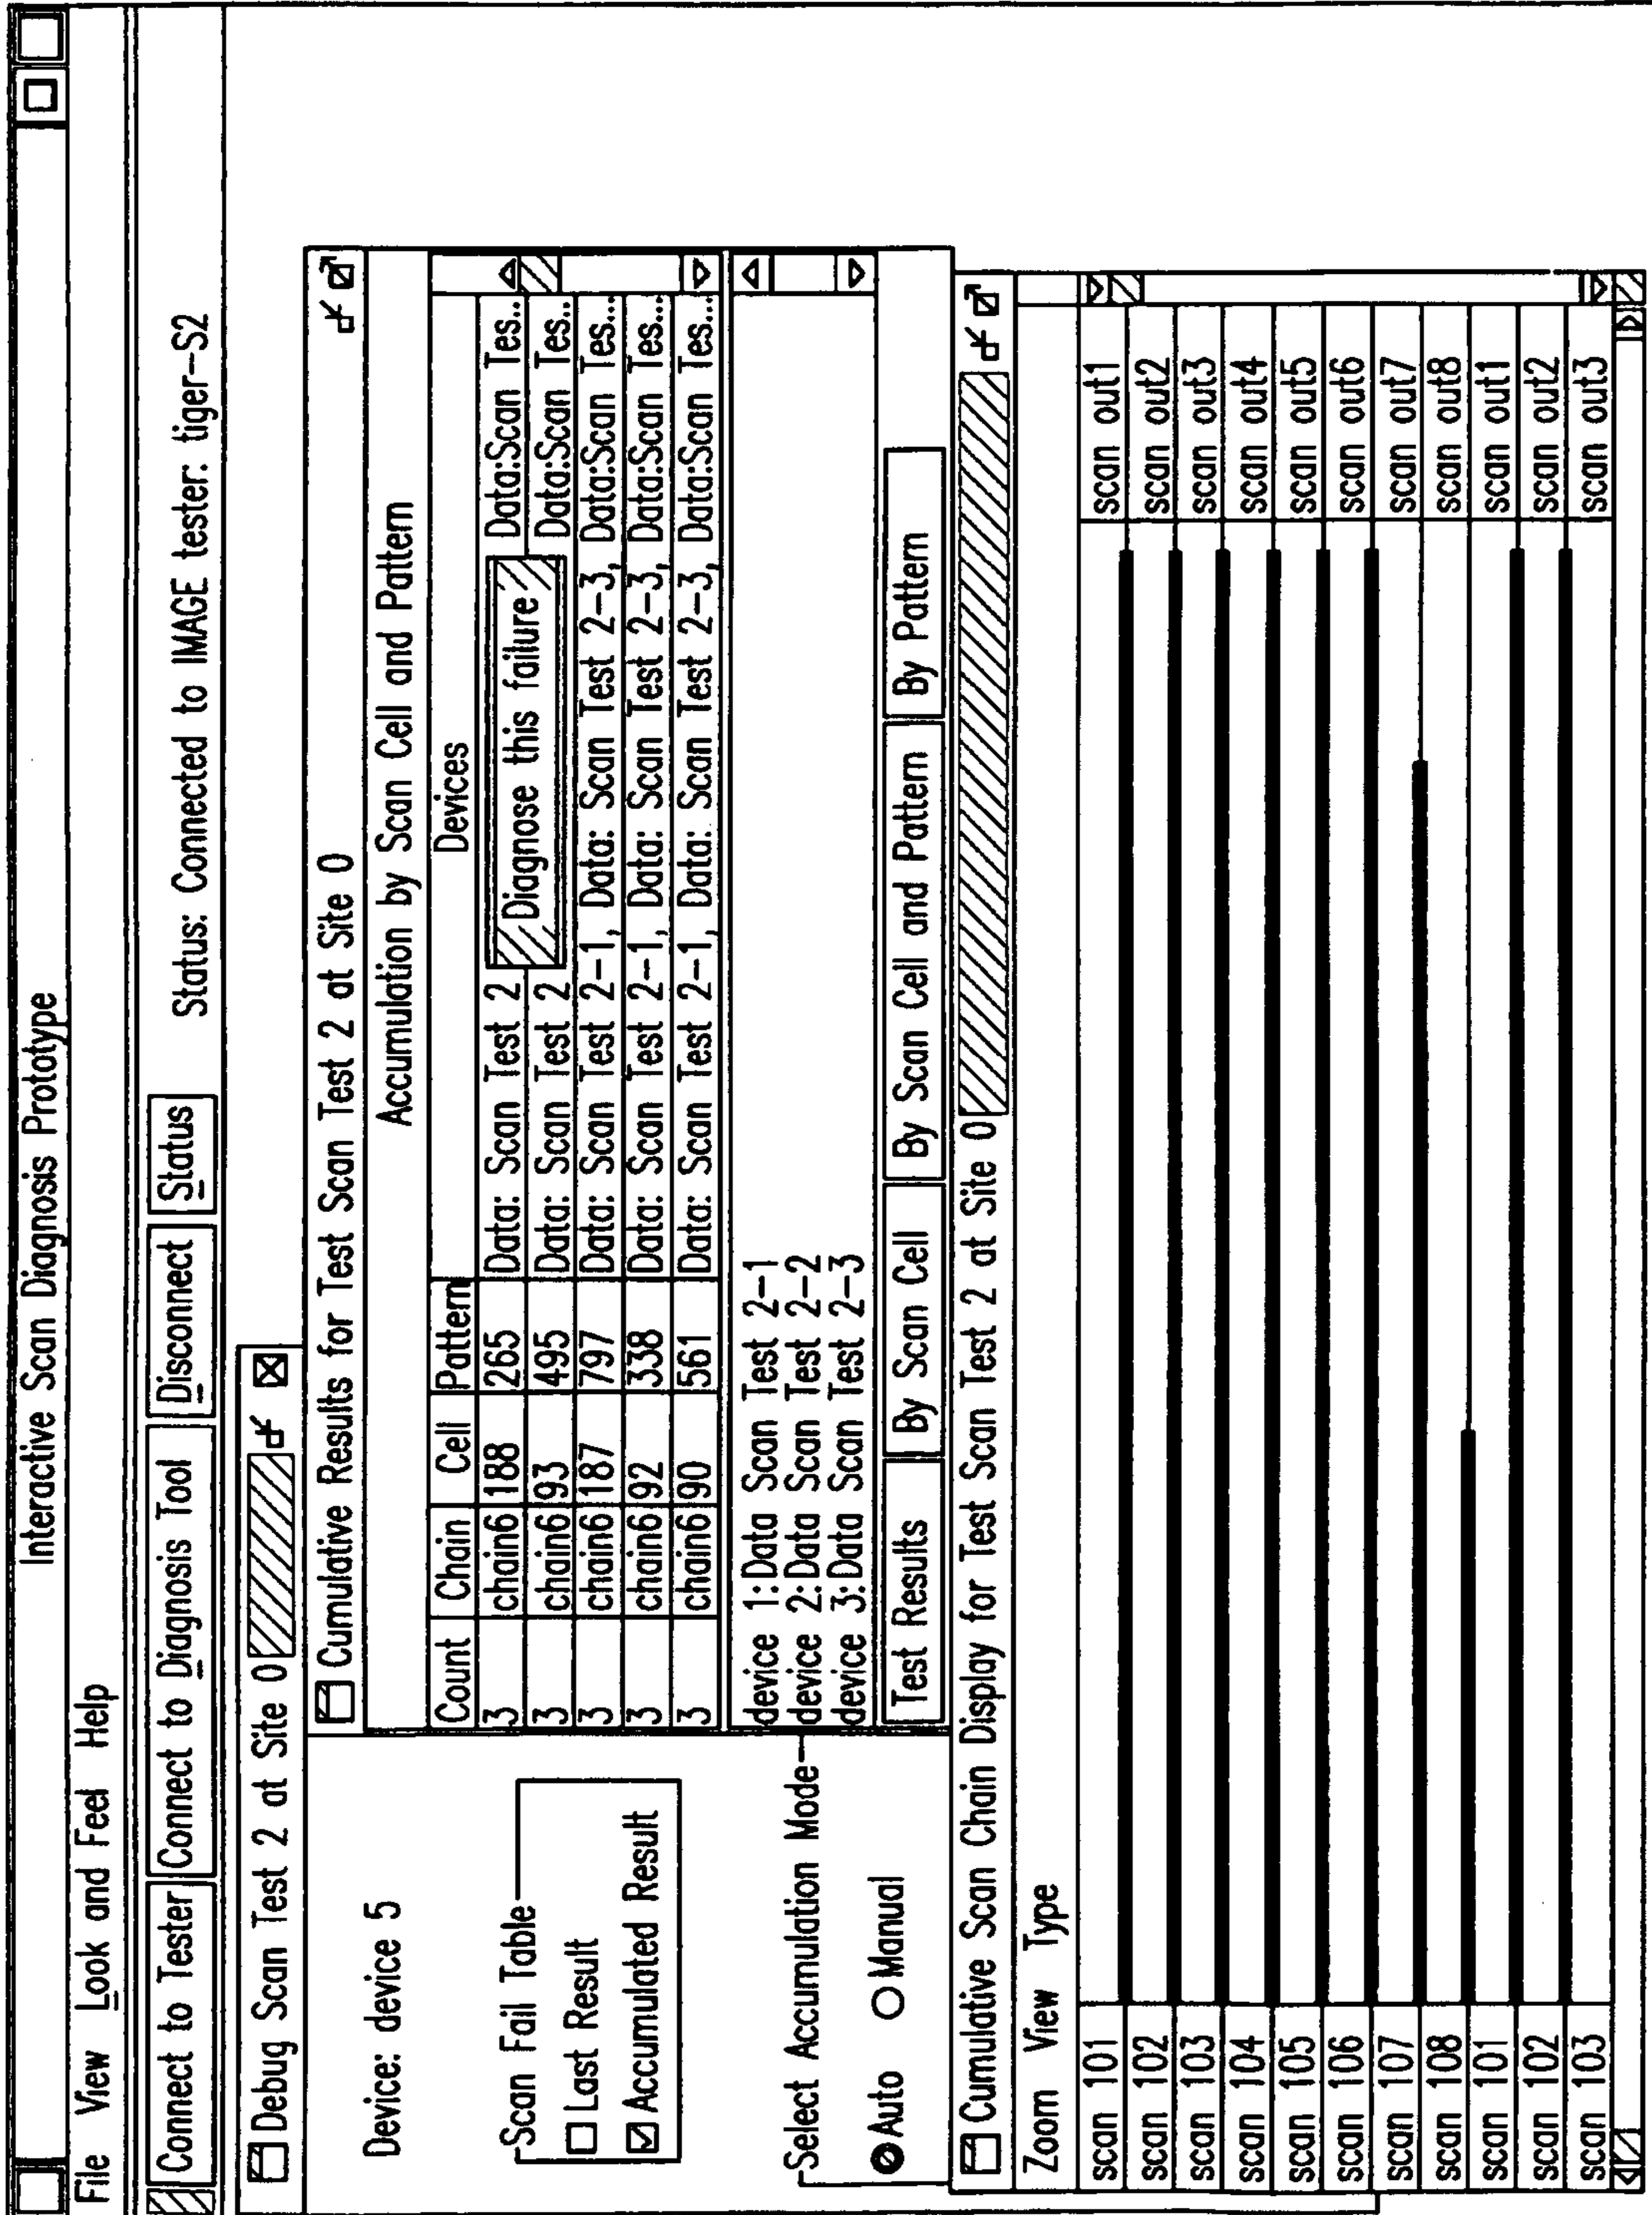 Interactive Scan Diagnosis Prototype
File View Look and Feel Help
Connect to Tester Connect to Diagnosis Tool Disconnect Status Status: Connected to IMAGE tester: tiger-S2
Debug Scan Test 2 at Site 0
Device: device 5
Scan Fail Table
Last Result
Accumulated Result
Select Accumulation Mode
Auto Manual
Cumulative Results for Test Scan Test 2 at Site 0
Accumulation by Scan Cell and Pattern
Count Chain Cell Pattern Devices
3 chain6 188 265 Data: Scan Test 2 Data:Scan Tes..
3 chain6 93 495 Data: Scan Test 2 Data:Scan Tes..
Diagnose this failure
3 chain6 187 797 Data: Scan Test 2-1, Data: Scan Test 2-3, Data:Scan Tes...
3 chain6 92 338 Data: Scan Test 2-1, Data: Scan Test 2-3, Data:Scan Tes...
3 chain6 90 561 Data: Scan Test 2-1, Data: Scan Test 2-3, Data:Scan Tes...
device 1:Data Scan Test 2-1
device 2:Data Scan Test 2-2
device 3:Data Scan Test 2-3
Test Results By Scan Cell By Scan Cell and Pattern By Pattern
Cumulative Scan Chain Display for Test Scan Test 2 at Site 0
Zoom View Type
scan 101 scan out1
scan 102 scan out2
scan 103 scan out3
scan 104 scan out4
scan 105 scan out5
scan 106 scan out6
scan 107 scan out7
scan 108 scan out8
scan 101 scan out1
scan 102 scan out2
scan 103 scan out3